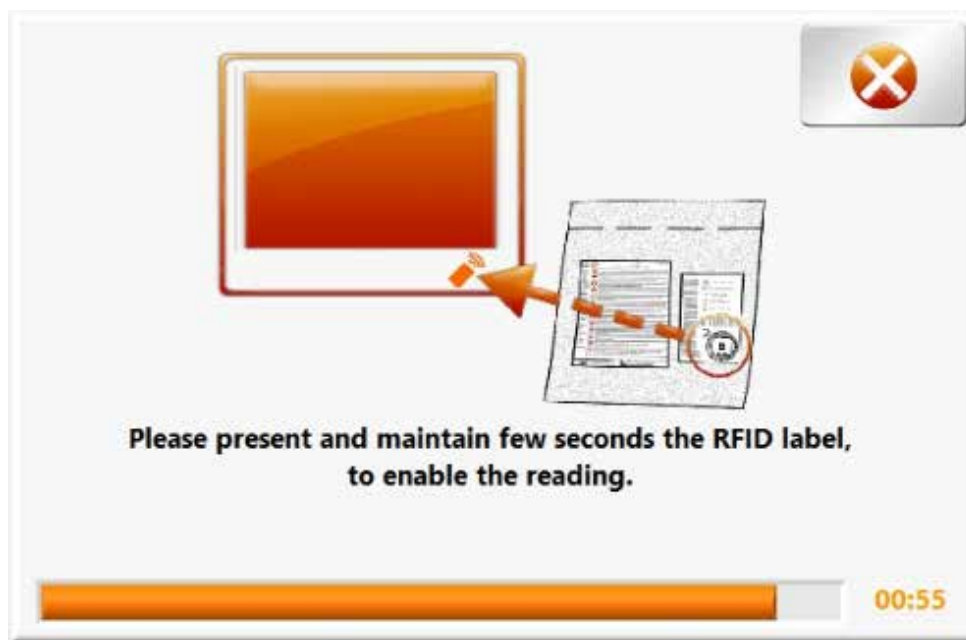 Please present and maintain few seconds the RFID label,
to enable the reading.
00:55